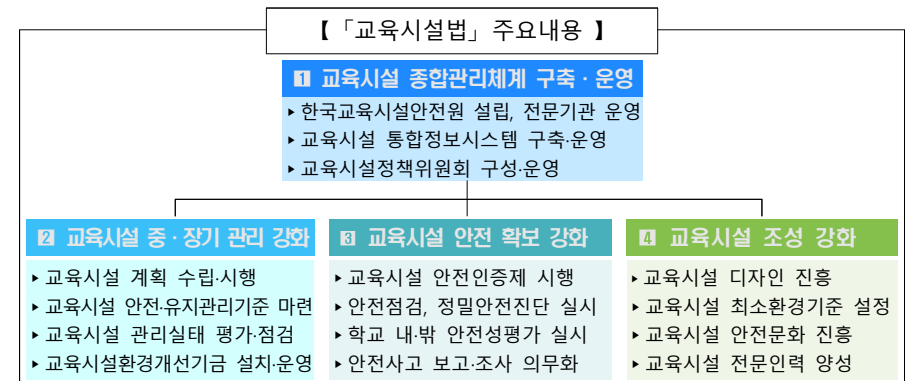 【「교육시설법」 주요내용 】
1 교육시설 종합관리체계 구축·운영
▸한국교육시설안전원 설립, 전문기관 운영
▸교육시설 통합정보시스템 구축·운영
▸교육시설정책위원회 구성·운영
2 교육시설 중·장기 관리 강화
▸교육시설 계획 수립·시행
▸교육시설 안전·유지관리기준 마련
▸교육시설 관리실태 평가·점검
▸교육시설환경개선기금 설치·운영
3 교육시설 안전 확보 강화
▸교육시설 안전인증제 시행
▸안전점검, 정밀안전진단 실시
▸학교 내·밖 안전성평가 실시
▸안전사고 보고·조사 의무화
4 교육시설 조성 강화
▸교육시설 디자인 진흥
▸교육시설 최소환경기준 설정
▸교육시설 안전문화 진흥
▸교육시설 전문인력 양성